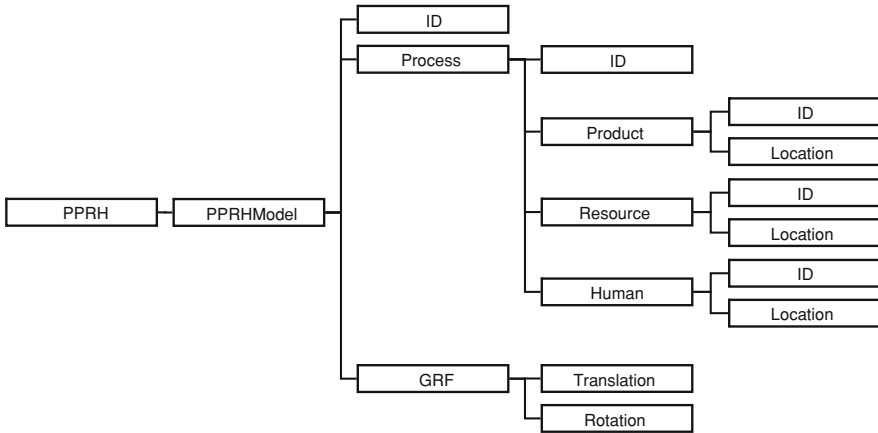 ID
Process
ID
Product
ID
Location
PPRH
PPRHModel
Resource
ID
Location
Human
ID
Location
GRF
Translation
Rotation